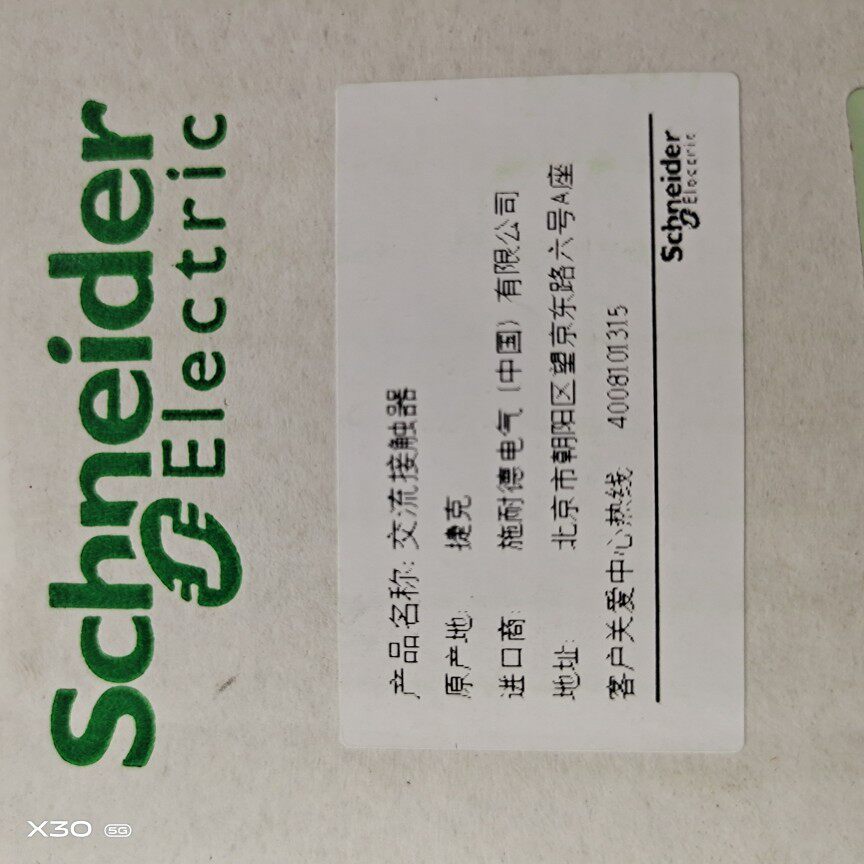 Schneider
Electric
产品名称: 交流接触器
原产地: 捷克
进口商: 施耐德电气 (中国) 有限公司
地址: 北京市朝阳区望京东路六号A座
客户关爱中心热线 4008101315
Schneider
Electric
X30 5G